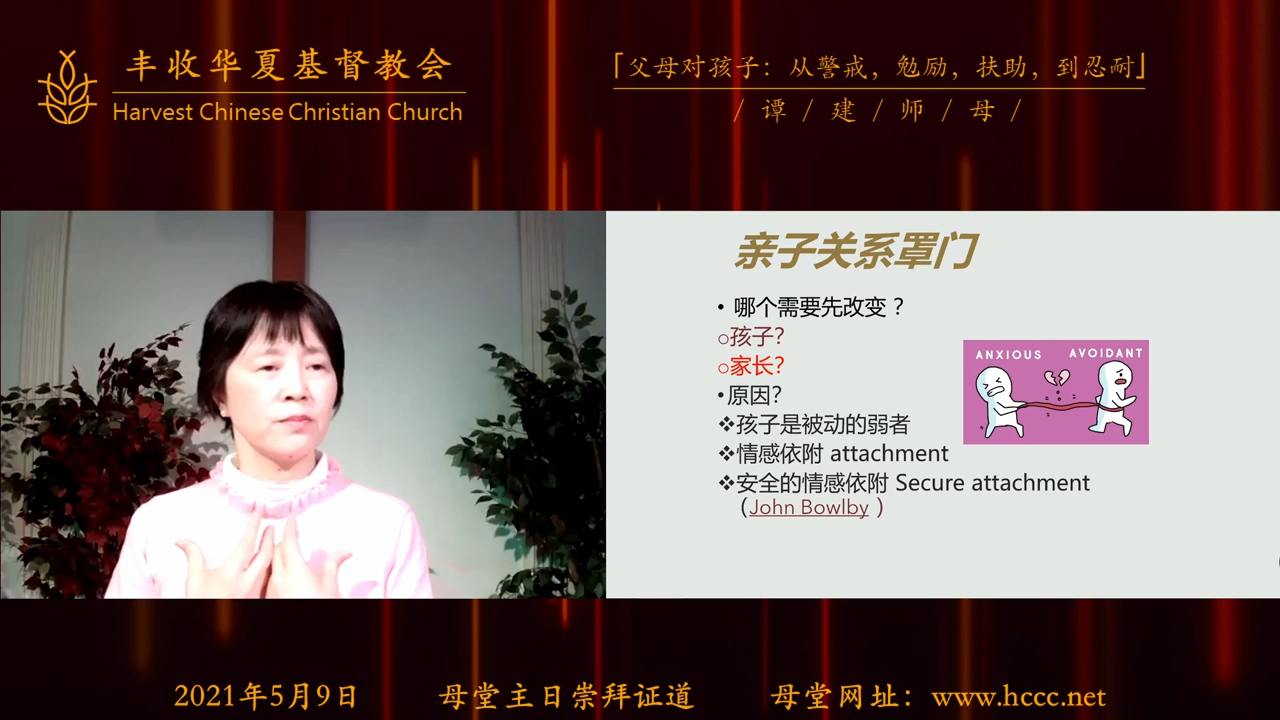 丰收华夏基督教会
Harvest Chinese Christian Church
「父母对孩子：从警戒，勉励，扶助，到忍耐」
/ 谭 / 建 / 师 / 母 /
亲子关系罩门
• 哪个需要先改变？
○孩子?
○家长?
•原因?
❖孩子是被动的弱者
❖情感依附 attachment
❖安全的情感依附 Secure attachment
（John Bowlby ）
ANXIOUS AVOIDANT
2021年5月9日 母堂主日崇拜证道 母堂网址：www.hccc.net